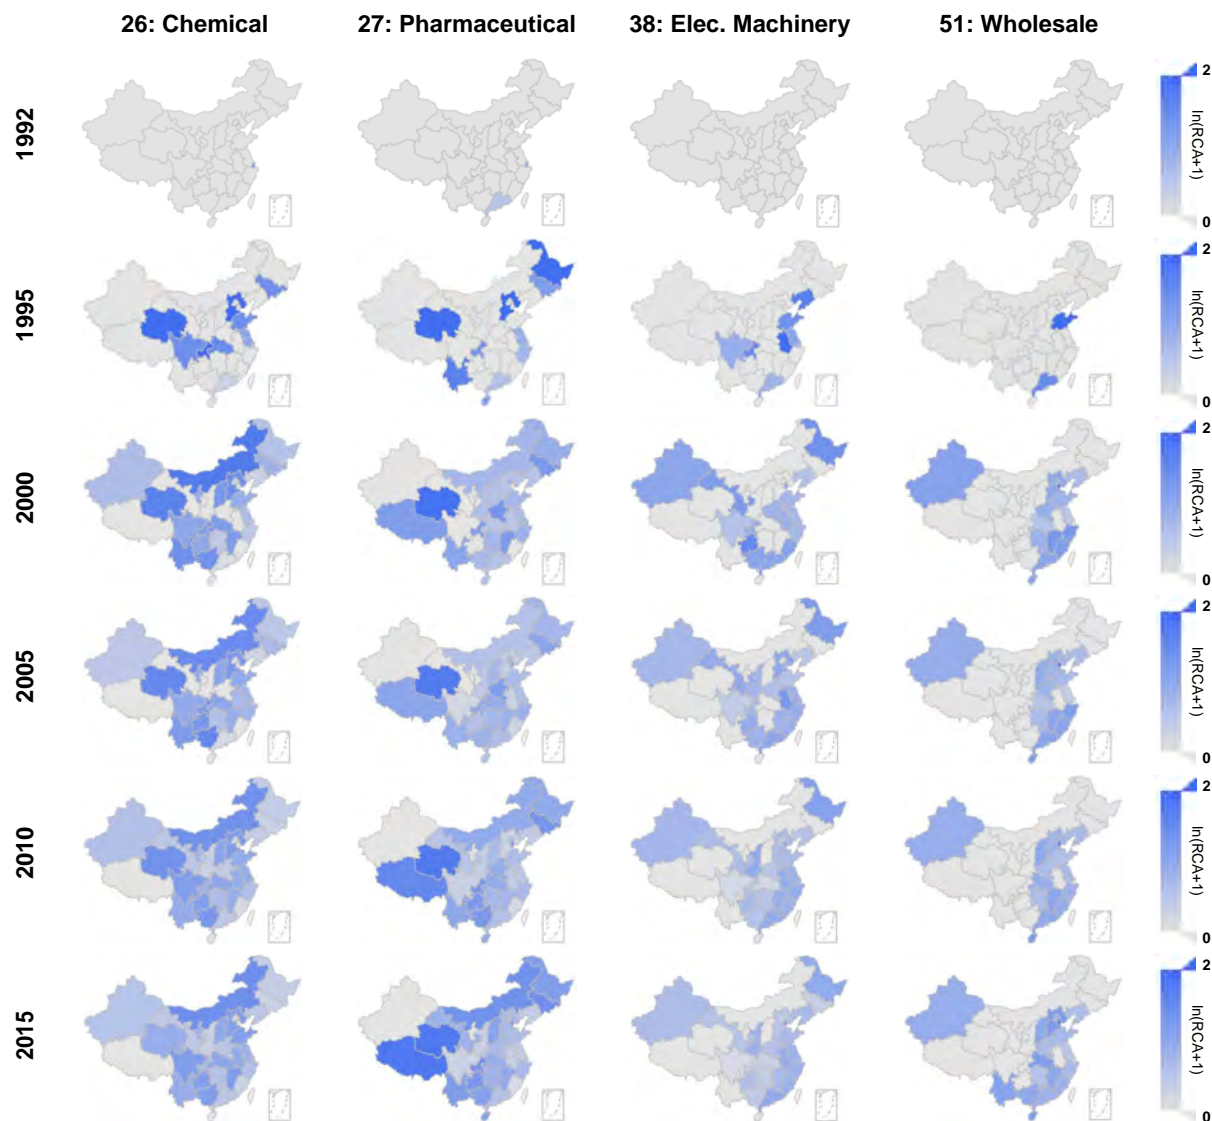 26: Chemical 27: Pharmaceutical 38: Elec. Machinery 51: Wholesale
1992
2
ln(RCA+1)
0
1995
2
ln(RCA+1)
0
2000
2
ln(RCA+1)
0
2005
2
ln(RCA+1)
0
2010
2
ln(RCA+1)
0
2015
2
ln(RCA+1)
0